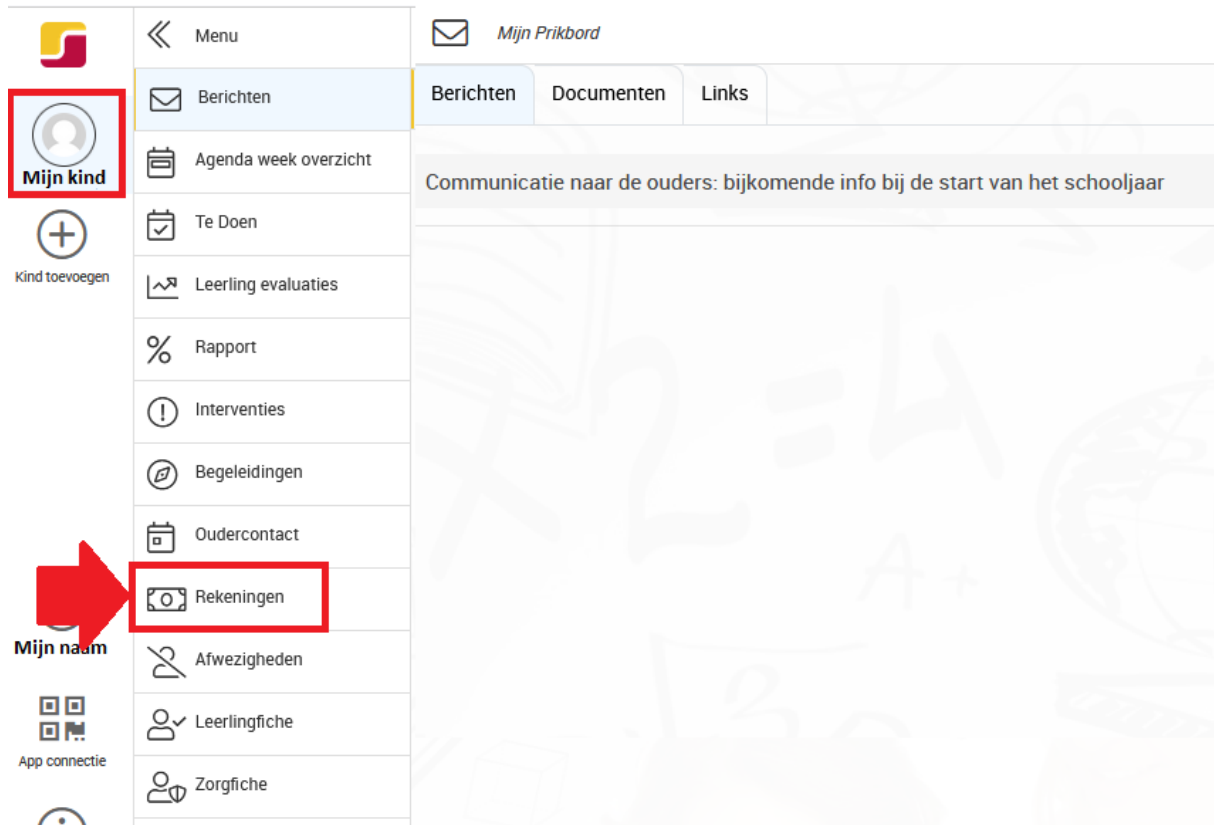 Mijn kind
Kind toevoegen
Mijn naam
App connectie
Menu
Berichten
Agenda week overzicht
Te Doen
Leerling evaluaties
Rapport
Interventies
Begeleidingen
Oudercontact
Rekeningen
Afwezigheden
Leerlingfiche
Zorgfiche
Mijn Prikbord
Berichten Documenten Links
Communicatie naar de ouders: bijkomende info bij de start van het schooljaar
x2=4
A+